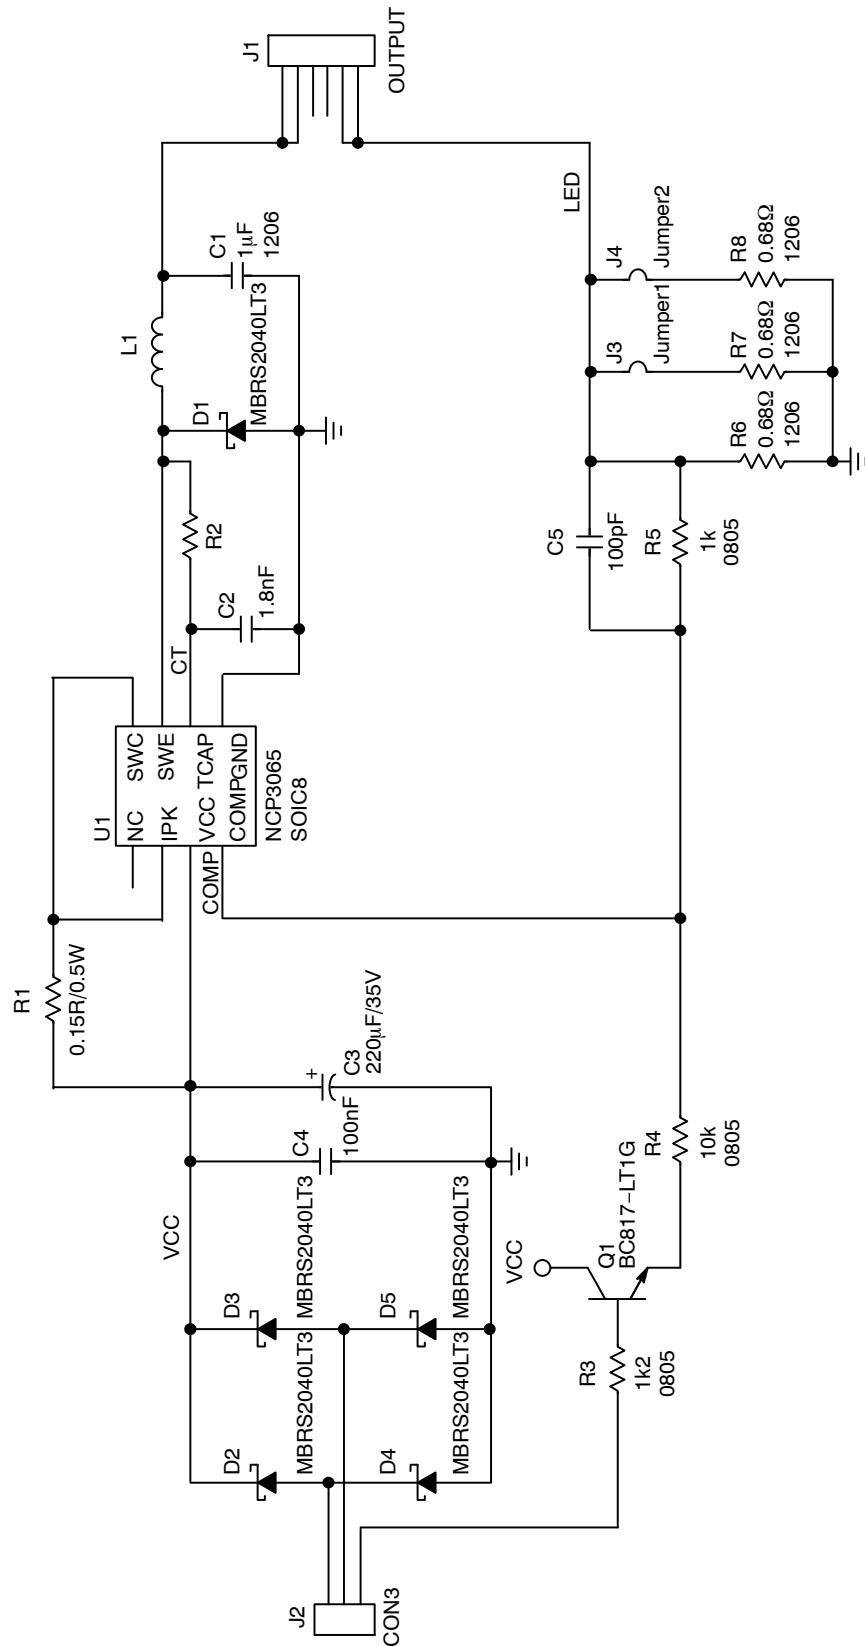 J2
CON3
D2
MBRS2040LT3
D4
MBRS2040LT3
D3
MBRS2040LT3
D5
MBRS2040LT3
VCC
C4
100nF
+
C3
220µF/35V
R1
0.15R/0.5W
U1
NC
SWC
IPK
SWE
VCC
TCAP
COMP
GND
COMP
NCP3065
SOIC8
CT
C2
1.8nF
R2
D1
MBRS2040LT3
L1
C1
1µF
1206
J1
OUTPUT
R3
1k2
0805
VCC
Q1
BC817−LT1G
R4
10k
0805
C5
100pF
R5
1k
0805
LED
J3
Jumper1
J4
Jumper2
R6
0.68Ω
1206
R7
0.68Ω
1206
R8
0.68Ω
1206